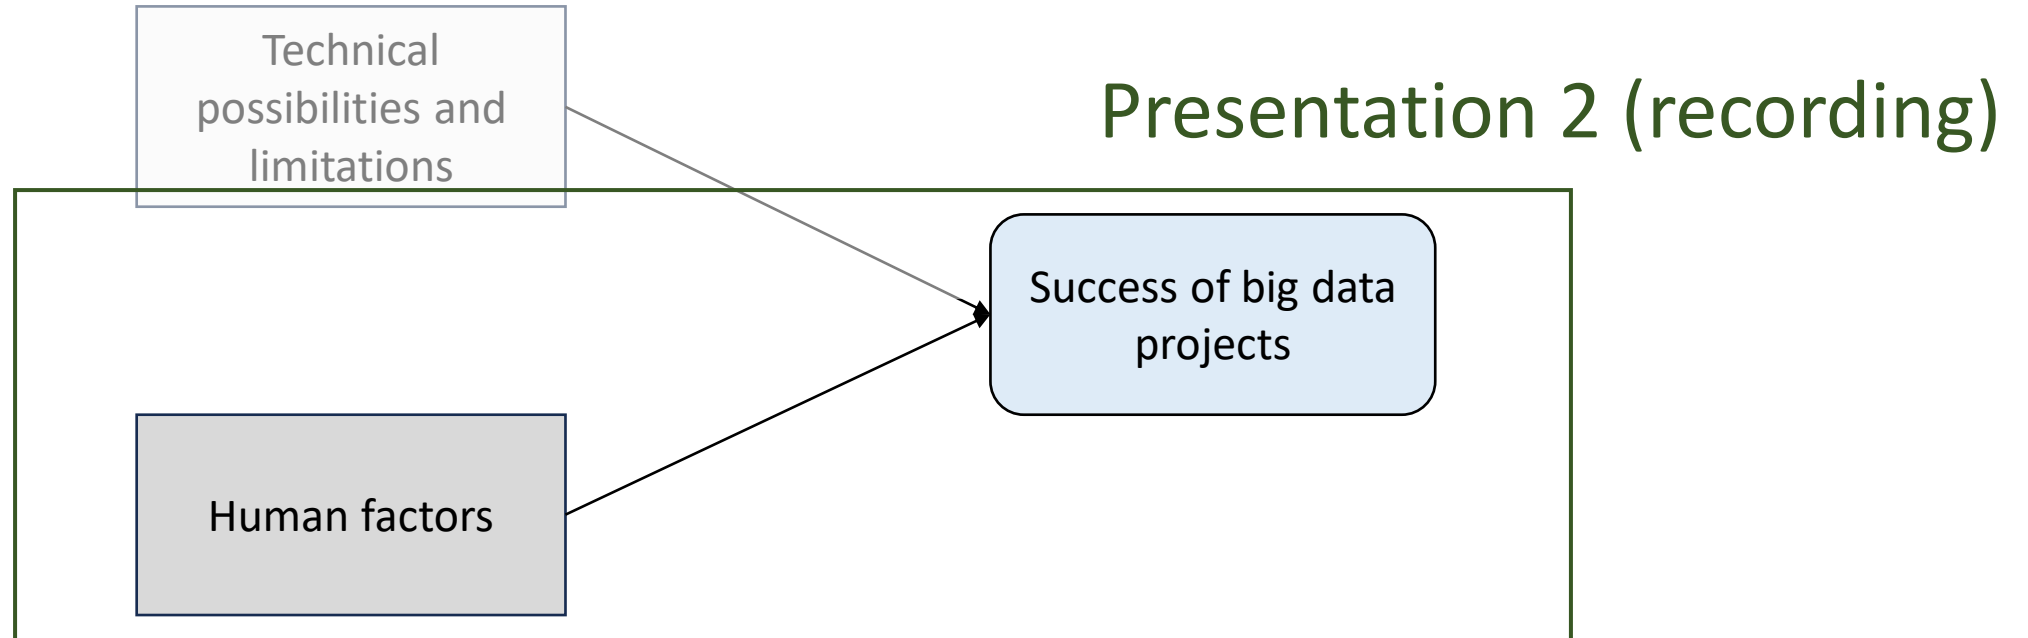 Technical
possibilities and
limitations
Presentation 2 (recording)
Success of big data
projects
Human factors